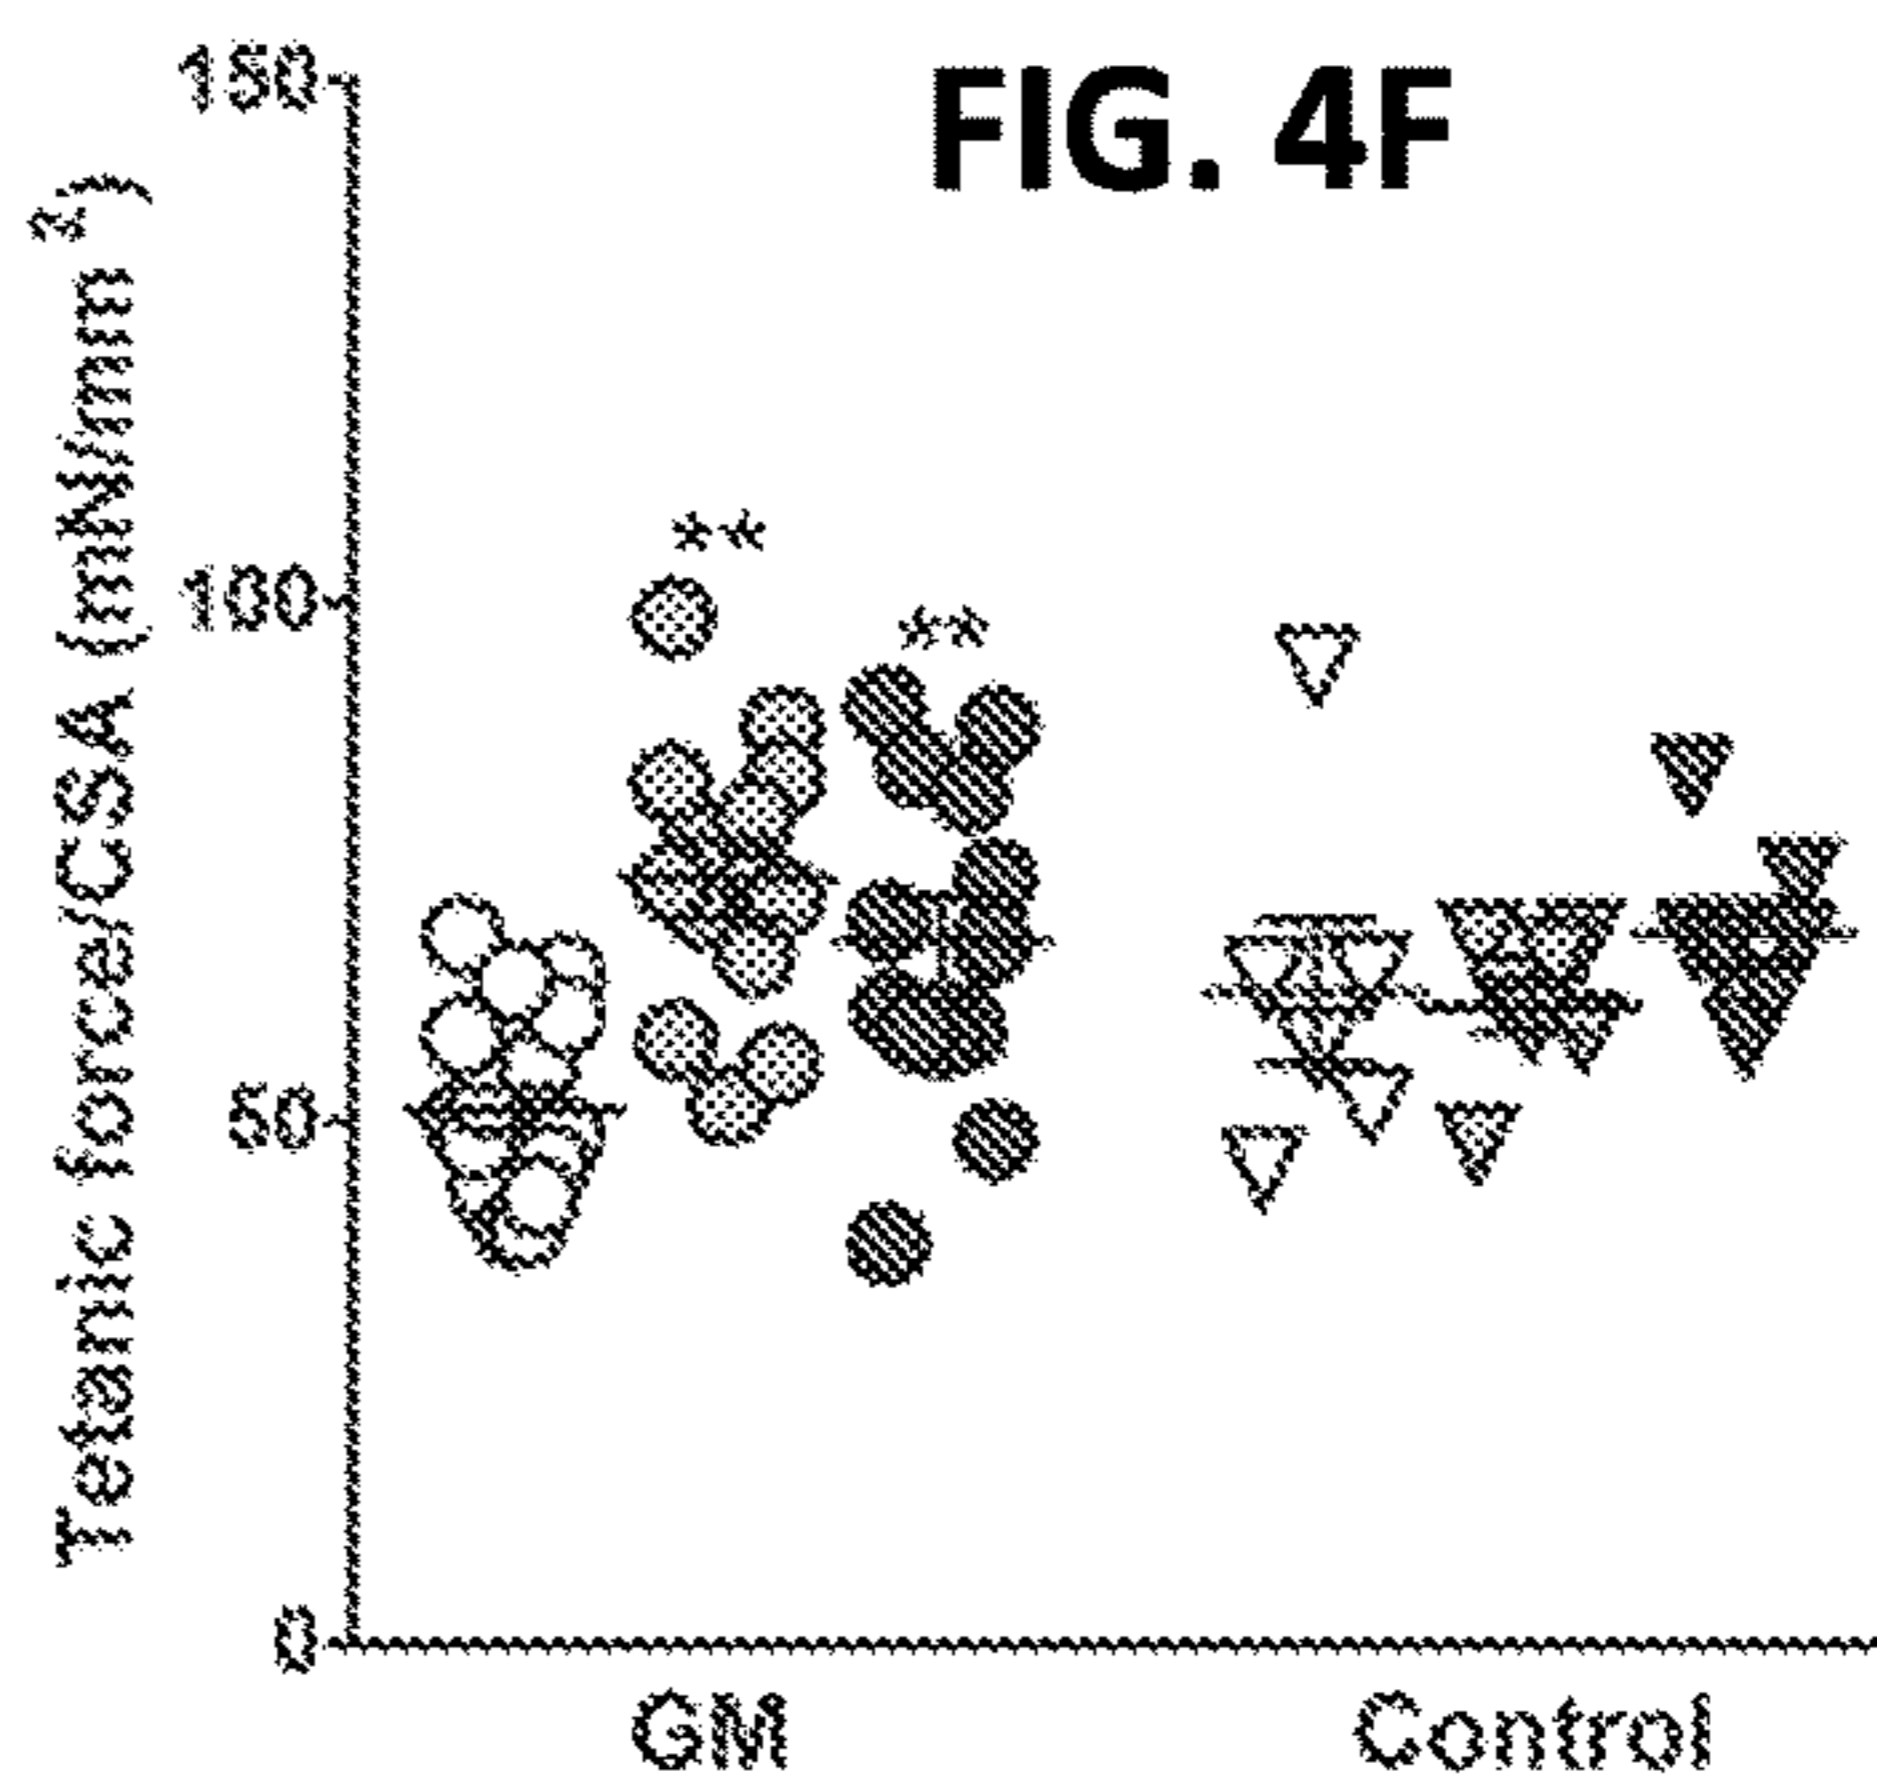 FIG. 4F
Tetanic force/CSA (mN/mm²)
150
100
50
0
**
**
GM
Control